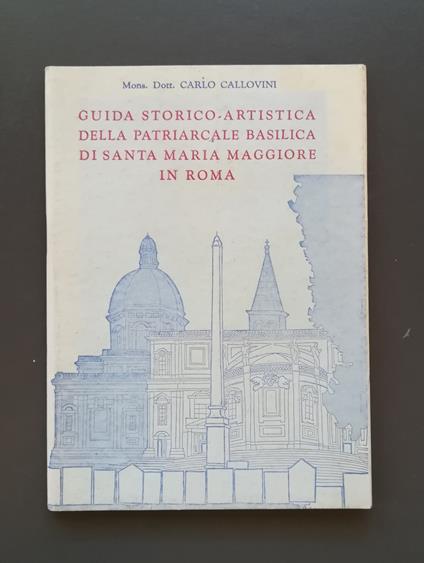 Mons. Dott. CARLO CALLOVINI
GUIDA STORICO-ARTISTICA
DELLA PATRIARCALE BASILICA
DI SANTA MARIA MAGGIORE
IN ROMA